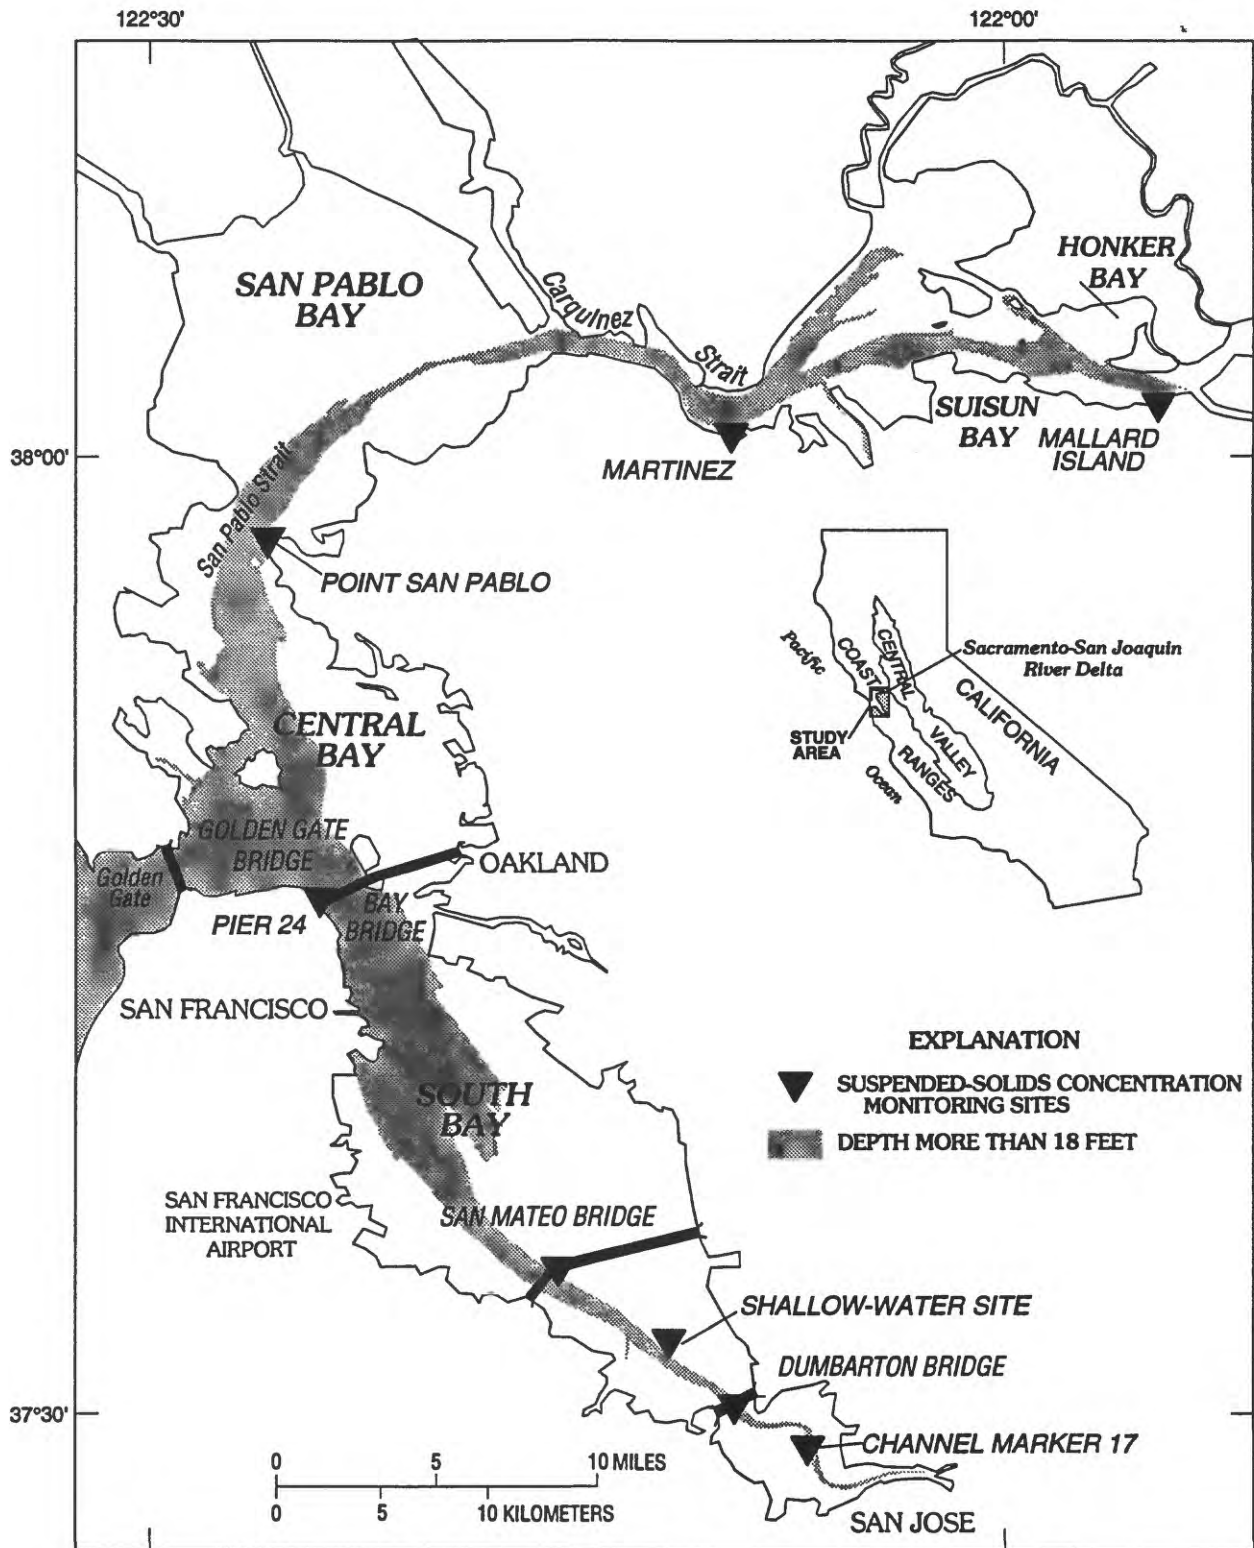 122°30'
122°00'
HONKER
BAY
SAN PABLO
BAY
Carquinez
Strait
SUISUN
BAY
MALLARD
ISLAND
38°00'
MARTINEZ
San Pablo Strait
POINT SAN PABLO
Pacific
Ocean
COAST
RANGES
CENTRAL
VALLEY
Sacramento-San Joaquin
River Delta
CALIFORNIA
STUDY
AREA
CENTRAL
BAY
GOLDEN GATE
BRIDGE
Golden
Gate
OAKLAND
PIER 24
BAY
BRIDGE
SAN FRANCISCO
EXPLANATION
SUSPENDED-SOLIDS CONCENTRATION
MONITORING SITES
DEPTH MORE THAN 18 FEET
SOUTH
BAY
SAN FRANCISCO
INTERNATIONAL
AIRPORT
SAN MATEO BRIDGE
SHALLOW-WATER SITE
DUMBARTON BRIDGE
37°30'
CHANNEL MARKER 17
0 5 10 MILES
0 5 10 KILOMETERS
SAN JOSE